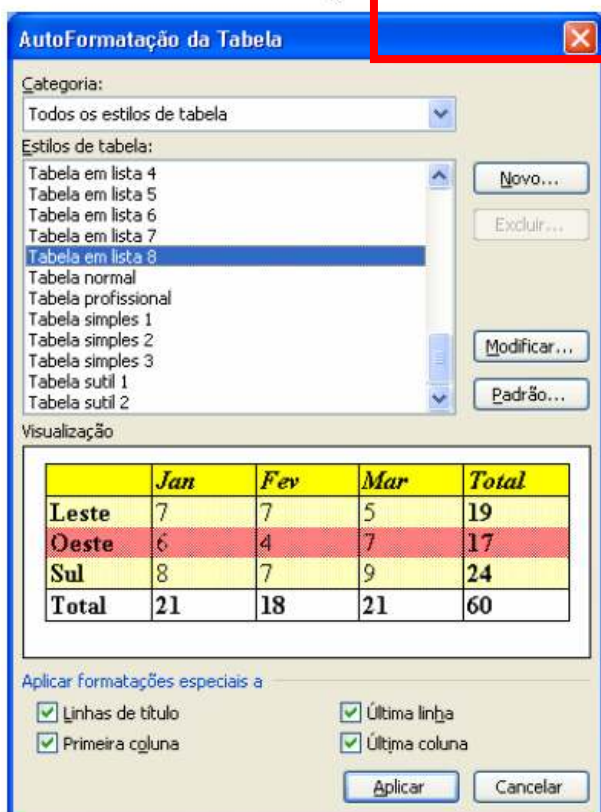 AutoFormatação da Tabela
Categoria:
Todos os estilos de tabela
Estilos de tabela:
Tabela em lista 4
Tabela em lista 5
Tabela em lista 6
Tabela em lista 7
Tabela em lista 8
Tabela normal
Tabela profissional
Tabela simples 1
Tabela simples 2
Tabela simples 3
Tabela sutil 1
Tabela sutil 2
Novo...
Excluir...
Modificar...
Padrão...
Visualização
Jan Fev Mar Total
Leste 7 7 5 19
Oeste 6 4 7 17
Sul 8 7 9 24
Total 21 18 21 60
Aplicar formatações especiais a
Linhas de título
Última linha
Primeira coluna
Última coluna
Aplicar
Cancelar